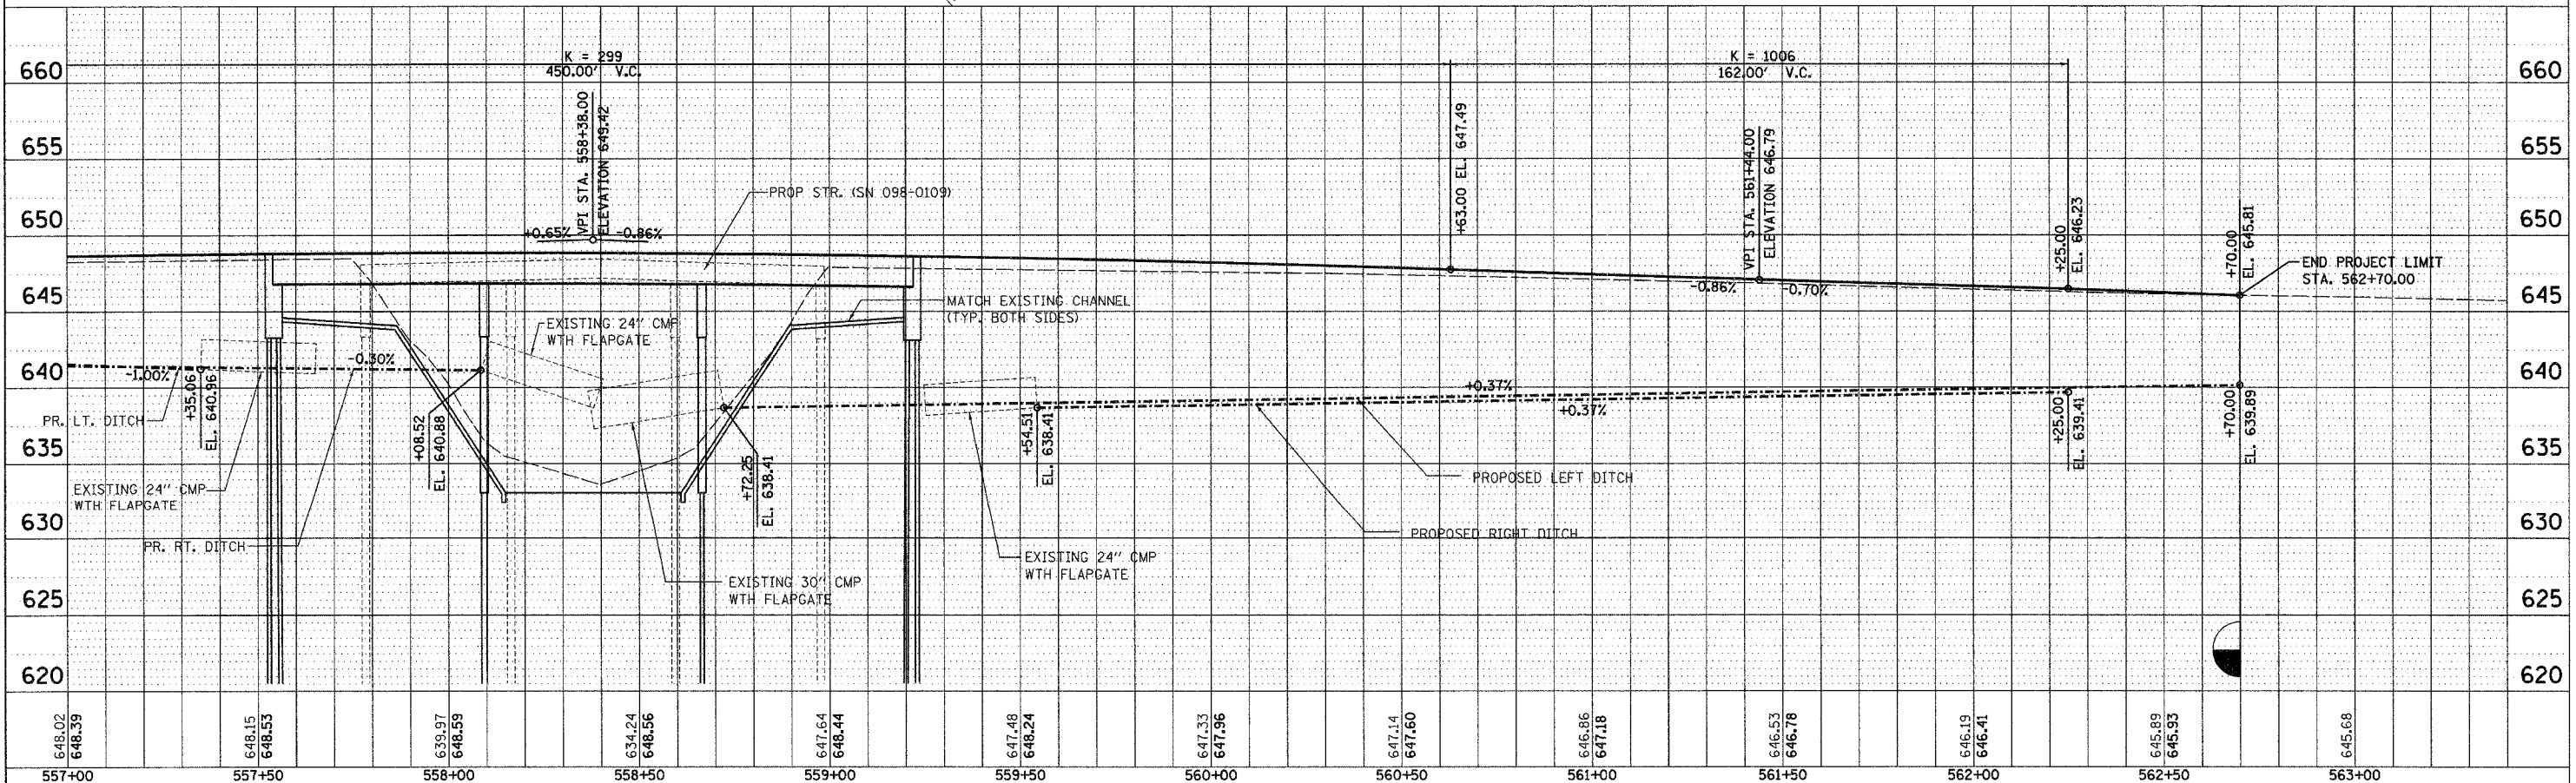 K = 299
450.00' V.C.
K = 1006
162.00' V.C.
660
660
655
655
650
650
645
645
640
640
635
635
630
630
625
625
620
620
VPI STA. 558+38.00
ELEVATION 649.42
+0.65%
-0.86%
PROP STR. (SN 098-0109)
+63.00 EL. 647.49
VPI STA. 561+44.00
ELEVATION 646.79
-0.86%
-0.70%
+25.00
EL. 646.23
+70.00
EL. 645.81
END PROJECT LIMIT
STA. 562+70.00
MATCH EXISTING CHANNEL
(TYP. BOTH SIDES)
EXISTING 24" CMP
WTH FLAPGATE
-1.00%
-0.30%
PR. LT. DITCH
+35.06
EL. 640.96
+08.52
EL. 640.88
EXISTING 24" CMP
WTH FLAPGATE
PR. RT. DITCH
+72.25
EL. 638.41
EXISTING 30" CMP
WTH FLAPGATE
+54.51
EL. 638.41
EXISTING 24" CMP
WTH FLAPGATE
+0.37%
+0.37%
PROPOSED LEFT DITCH
PROPOSED RIGHT DITCH
+25.00
EL. 639.41
+70.00
EL. 639.89
648.02
648.39
648.15
648.53
639.97
648.59
634.24
648.56
647.64
648.44
647.48
648.24
647.33
647.96
647.14
647.60
646.86
647.18
646.53
646.78
646.19
646.41
645.89
645.93
645.68
557+00
557+50
558+00
558+50
559+00
559+50
560+00
560+50
561+00
561+50
562+00
562+50
563+00